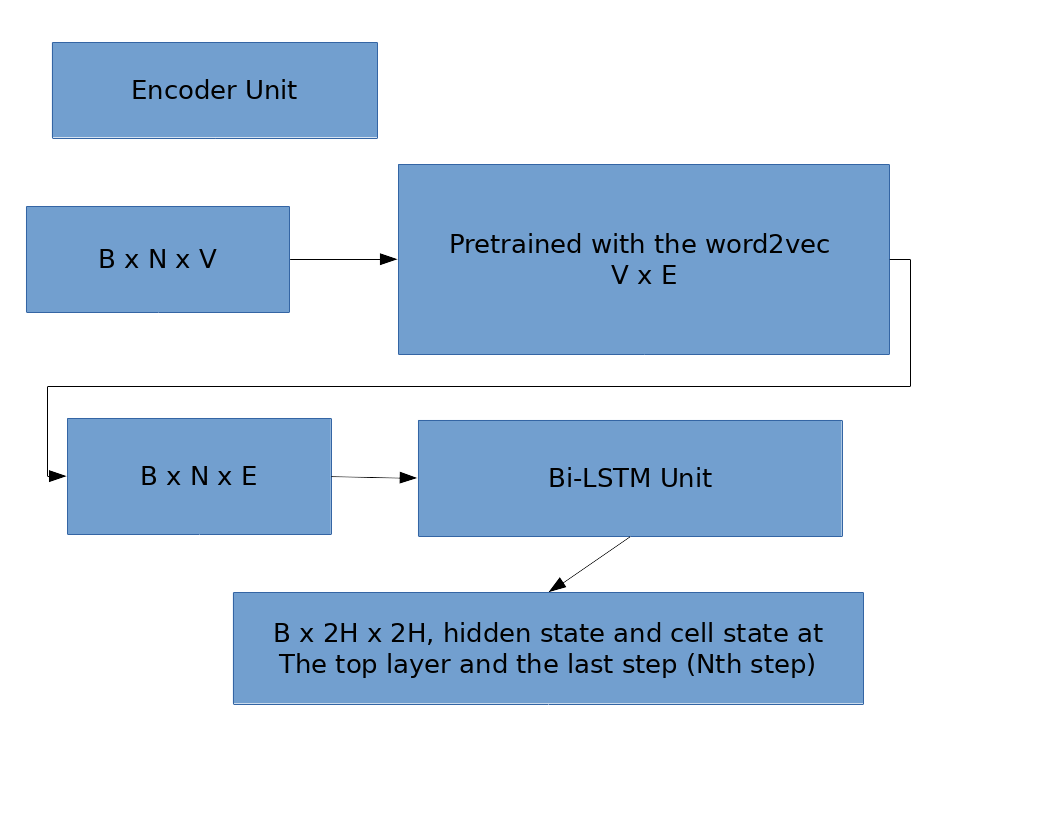 Encoder Unit
B x N x V
Pretrained with the word2vec
V x E
B x N x E
Bi-LSTM Unit
B x 2H x 2H, hidden state and cell state at
The top layer and the last step (Nth step)